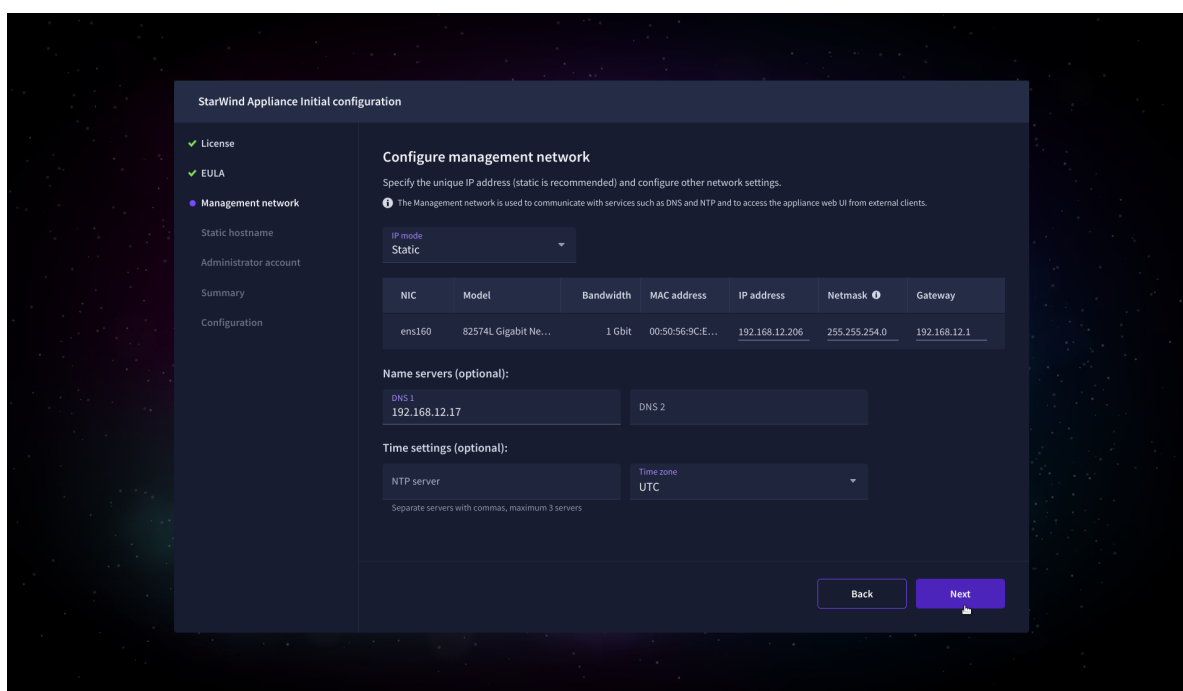 StarWind Appliance Initial configuration
License
EULA
Management network
Static hostname
Administrator account
Summary
Configuration
Configure management network
Specify the unique IP address (static is recommended) and configure other network settings.
The Management network is used to communicate with services such as DNS and NTP and to access the appliance web UI from external clients.
IP mode
Static
NIC Model Bandwidth MAC address IP address Netmask Gateway
ens160 82574L Gigabit Ne... 1 Gbit 00:50:56:9C:E... 192.168.12.206 255.255.254.0 192.168.12.1
Name servers (optional):
DNS 1
192.168.12.17
DNS 2
Time settings (optional):
NTP server
Time zone
UTC
Separate servers with commas, maximum 3 servers
Back Next